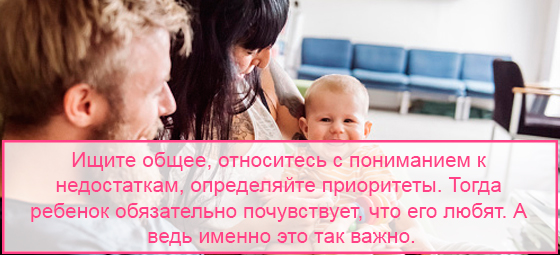 Ищите общее, относитесь с пониманием к
недостаткам, определяйте приоритеты. Тогда
ребенок обязательно почувствует, что его любят. А
ведь именно это так важно.